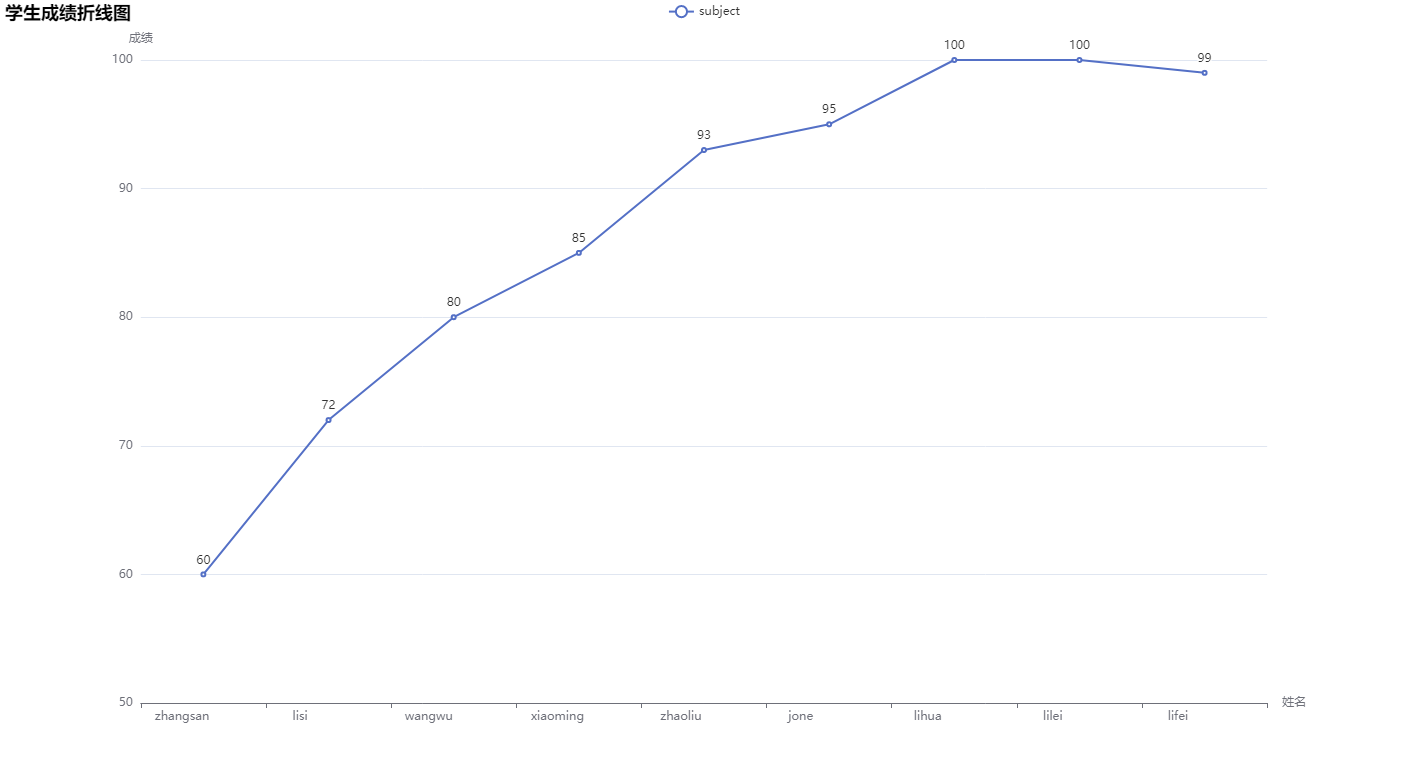 学生成绩折线图
subject
成绩
100
90
80
70
60
50
60
72
80
85
93
95
100
100
99
zhangsan
lisi
wangwu
xiaoming
zhaoliu
jone
lihua
lilei
lifei
姓名